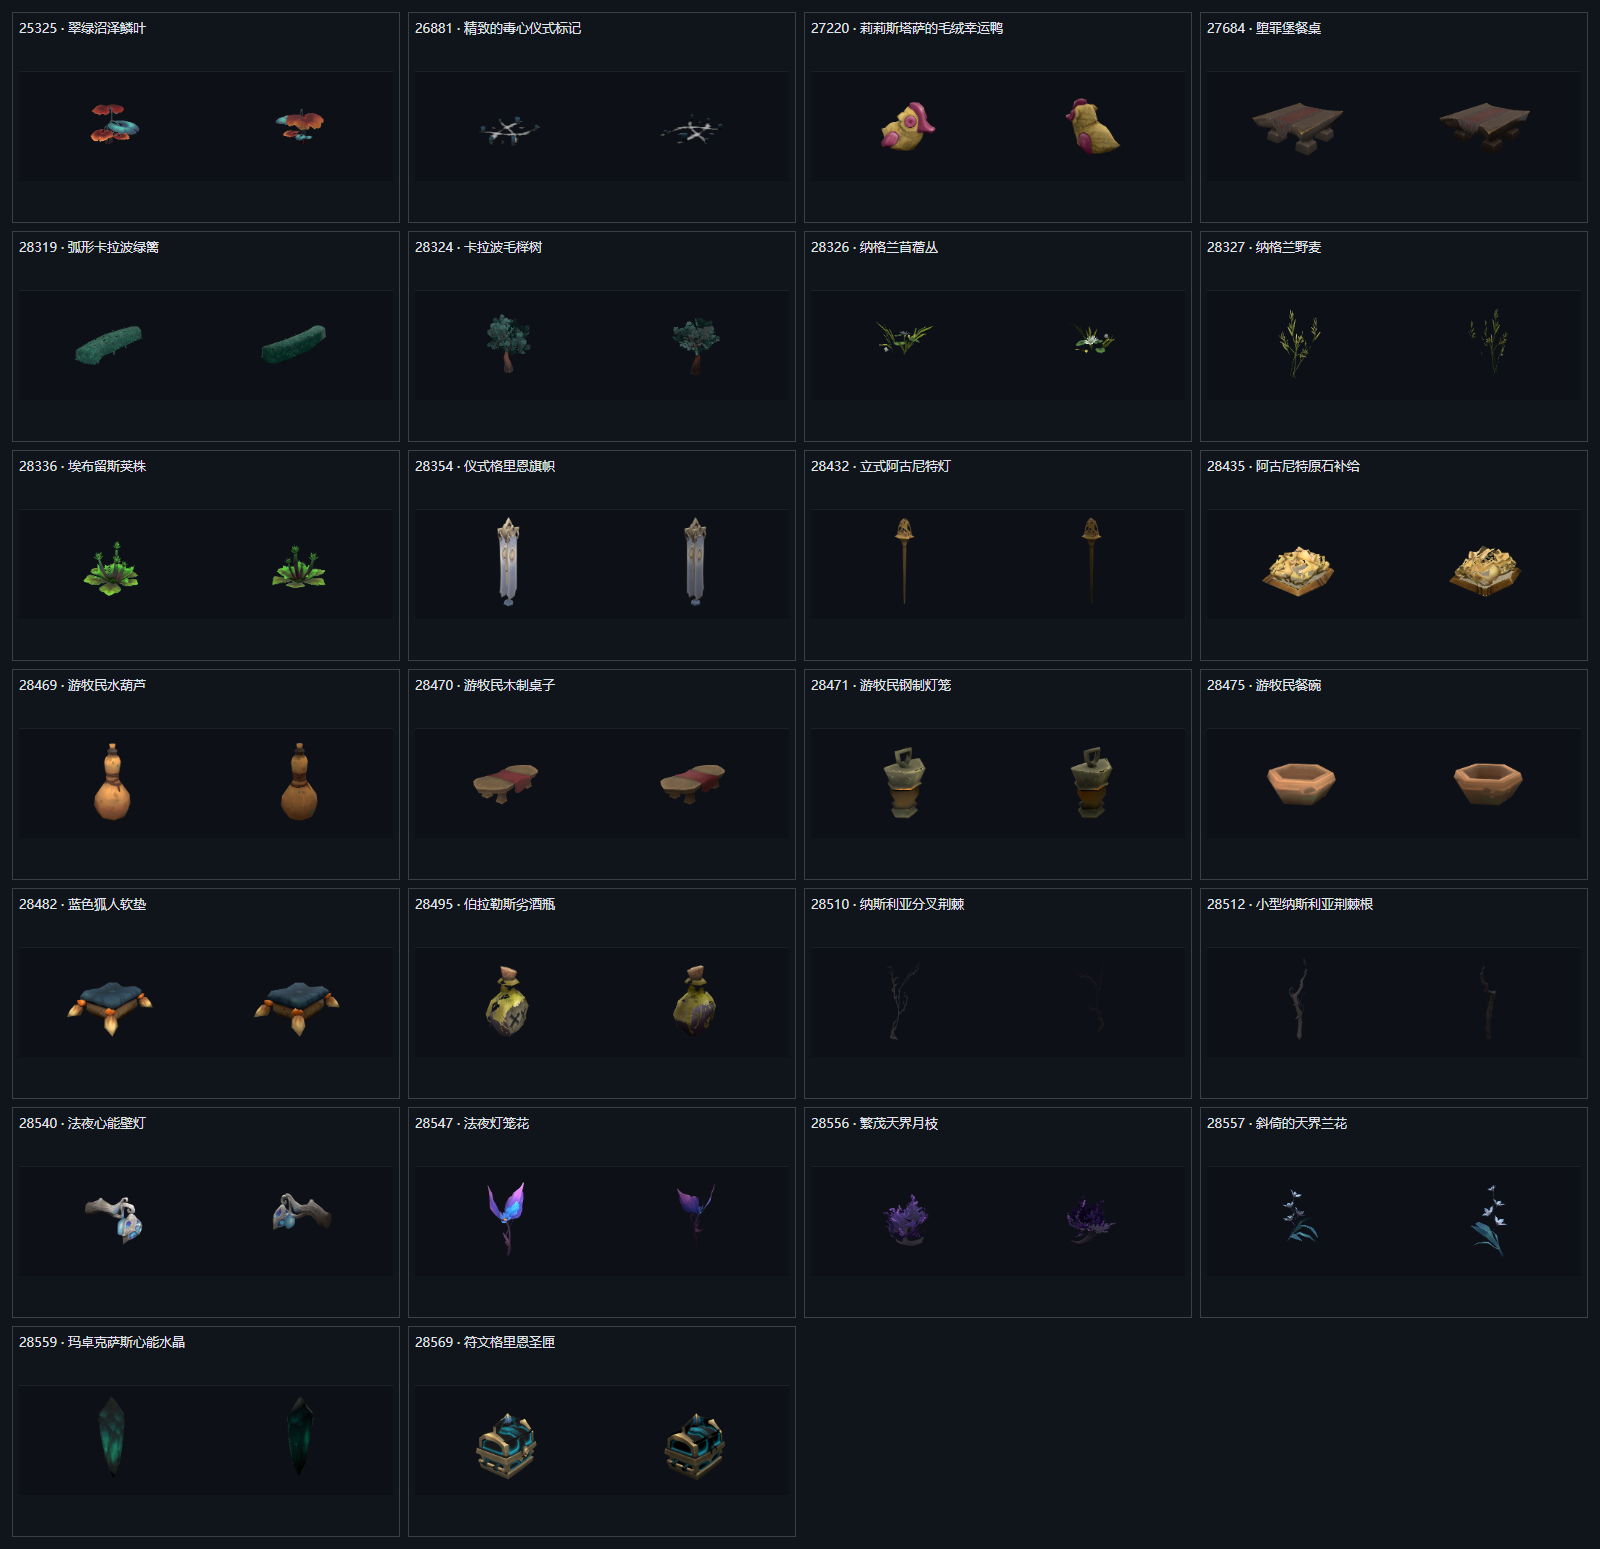 25325 · 翠绿沼泽鳞叶
26881 · 精致的毒心仪式标记
27220 · 莉莉斯塔萨的毛绒幸运鸭
27684 · 堕罪堡餐桌
28319 · 弧形卡拉波绿篱
28324 · 卡拉波毛榉树
28326 · 纳格兰苜蓿丛
28327 · 纳格兰野麦
28336 · 埃布留斯荚株
28354 · 仪式格里恩旗帜
28432 · 立式阿古尼特灯
28435 · 阿古尼特原石补给
28469 · 游牧民水葫芦
28470 · 游牧民木制桌子
28471 · 游牧民钢制灯笼
28475 · 游牧民餐碗
28482 · 蓝色狐人软垫
28495 · 伯拉勒斯劣酒瓶
28510 · 纳斯利亚分叉荆棘
28512 · 小型纳斯利亚荆棘根
28540 · 法夜心能壁灯
28547 · 法夜灯笼花
28556 · 繁茂天界月枝
28557 · 斜倚的天界兰花
28559 · 玛卓克萨斯心能水晶
28569 · 符文格里恩圣匣